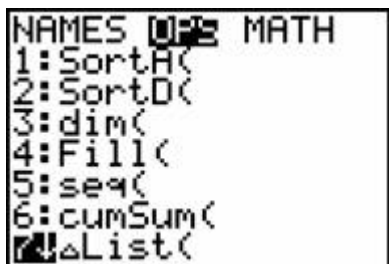 NAMES OPS MATH
1:SortA(
2:SortD(
3:dim(
4:Fill(
5:seq(
6:cumSum(
7↓ΔList(